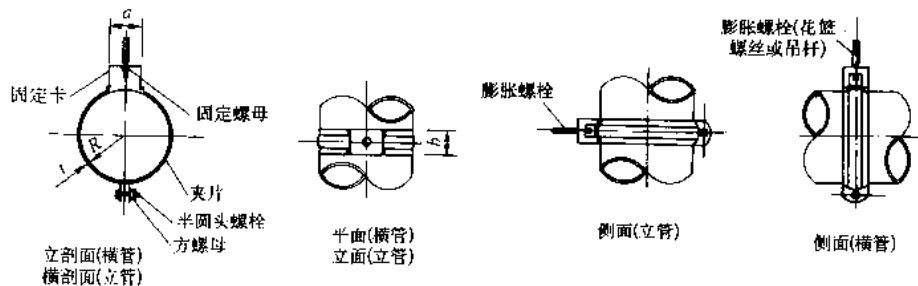 a
固定卡
固定螺母
R
t
夹片
半圆头螺栓
方螺母
立剖面(横管)
横剖面(立管)
b
平面(横管)
立面(立管)
膨胀螺栓
侧面(立管)
膨胀螺栓(花篮
螺丝或吊杆)
侧面(横管)